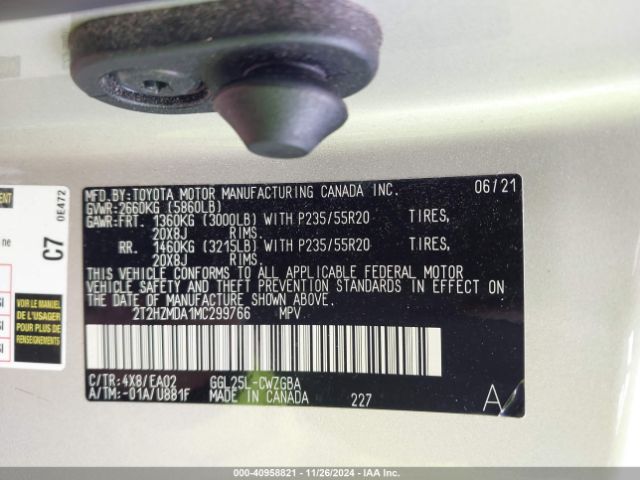 MFD.BY:TOYOTA MOTOR MANUFACTURING CANADA INC. 06/21
GVWR:2660KG (5860LB)
GAWR:FRT. 1360KG (3000LB) WITH P235/55R20 TIRES,
20X8J RIMS.
RR. 1460KG (3215LB) WITH P235/55R20 TIRES,
20X8J RIMS.
THIS VEHICLE CONFORMS TO ALL APPLICABLE FEDERAL MOTOR
VEHICLE SAFETY AND THEFT PREVENTION STANDARDS IN EFFECT ON
THE DATE OF MANUFACTURE SHOWN ABOVE.
2T2HZMDA1MC299766 MPV
C/TR:4X8/EA02 GGL25L-CWZGBA
A/TM:-01A/U881F MADE IN CANADA 227 A
C7 0E472
ne
VOIR LE MANUEL
DE L'USAGER
POUR PLUS DE
RENSEIGNEMENTS
000-40958821 - 11/26/2024 - IAA Inc.